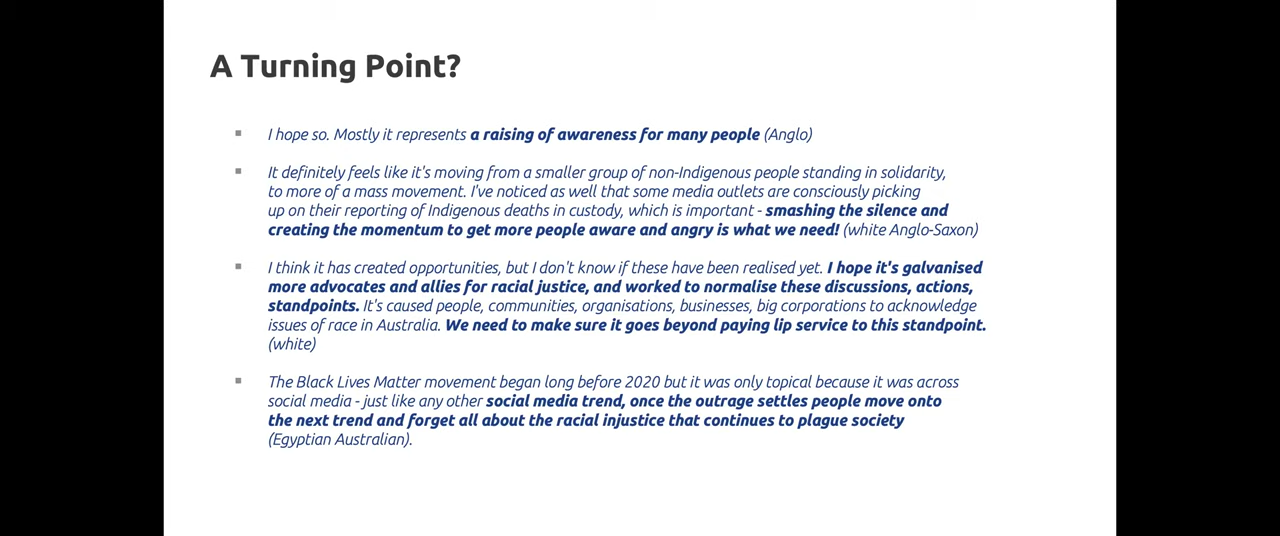 A Turning Point?
I hope so. Mostly it represents a raising of awareness for many people (Anglo)
It definitely feels like it's moving from a smaller group of non-Indigenous people standing in solidarity,
to more of a mass movement. I've noticed as well that some media outlets are consciously picking
up on their reporting of Indigenous deaths in custody, which is important - smashing the silence and
creating the momentum to get more people aware and angry is what we need! (white Anglo-Saxon)
I think it has created opportunities, but I don't know if these have been realised yet. I hope it's galvanised
more advocates and allies for racial justice, and worked to normalise these discussions, actions,
standpoints. It's caused people, communities, organisations, businesses, big corporations to acknowledge
issues of race in Australia. We need to make sure it goes beyond paying lip service to this standpoint.
(white)
The Black Lives Matter movement began long before 2020 but it was only topical because it was across
social media - just like any other social media trend, once the outrage settles people move onto
the next trend and forget all about the racial injustice that continues to plague society
(Egyptian Australian).